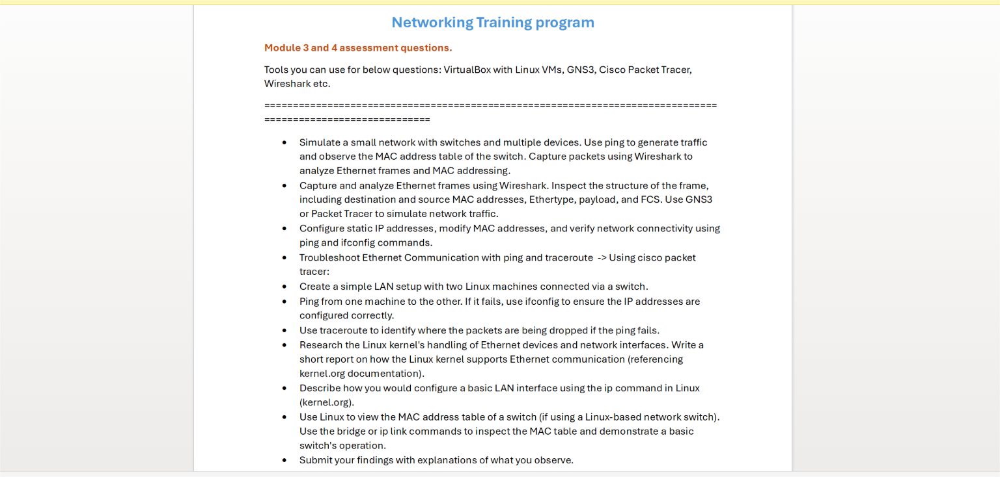 Networking Training program
Module 3 and 4 assessment questions.
Tools you can use for below questions: VirtualBox with Linux VMs, GNS3, Cisco Packet Tracer,
Wireshark etc.
===============================================================================
=============================
• Simulate a small network with switches and multiple devices. Use ping to generate traffic
and observe the MAC address table of the switch. Capture packets using Wireshark to
analyze Ethernet frames and MAC addressing.
• Capture and analyze Ethernet frames using Wireshark. Inspect the structure of the frame,
including destination and source MAC addresses, Ethertype, payload, and FCS. Use GNS3
or Packet Tracer to simulate network traffic.
• Configure static IP addresses, modify MAC addresses, and verify network connectivity using
ping and ifconfig commands.
• Troubleshoot Ethernet Communication with ping and traceroute  -> Using cisco packet
tracer:
• Create a simple LAN setup with two Linux machines connected via a switch.
• Ping from one machine to the other. If it fails, use ifconfig to ensure the IP addresses are
configured correctly.
• Use traceroute to identify where the packets are being dropped if the ping fails.
• Research the Linux kernel's handling of Ethernet devices and network interfaces. Write a
short report on how the Linux kernel supports Ethernet communication (referencing
kernel.org documentation).
• Describe how you would configure a basic LAN interface using the ip command in Linux
(kernel.org).
• Use Linux to view the MAC address table of a switch (if using a Linux-based network switch).
Use the bridge or ip link commands to inspect the MAC table and demonstrate a basic
switch's operation.
• Submit your findings with explanations of what you observe.